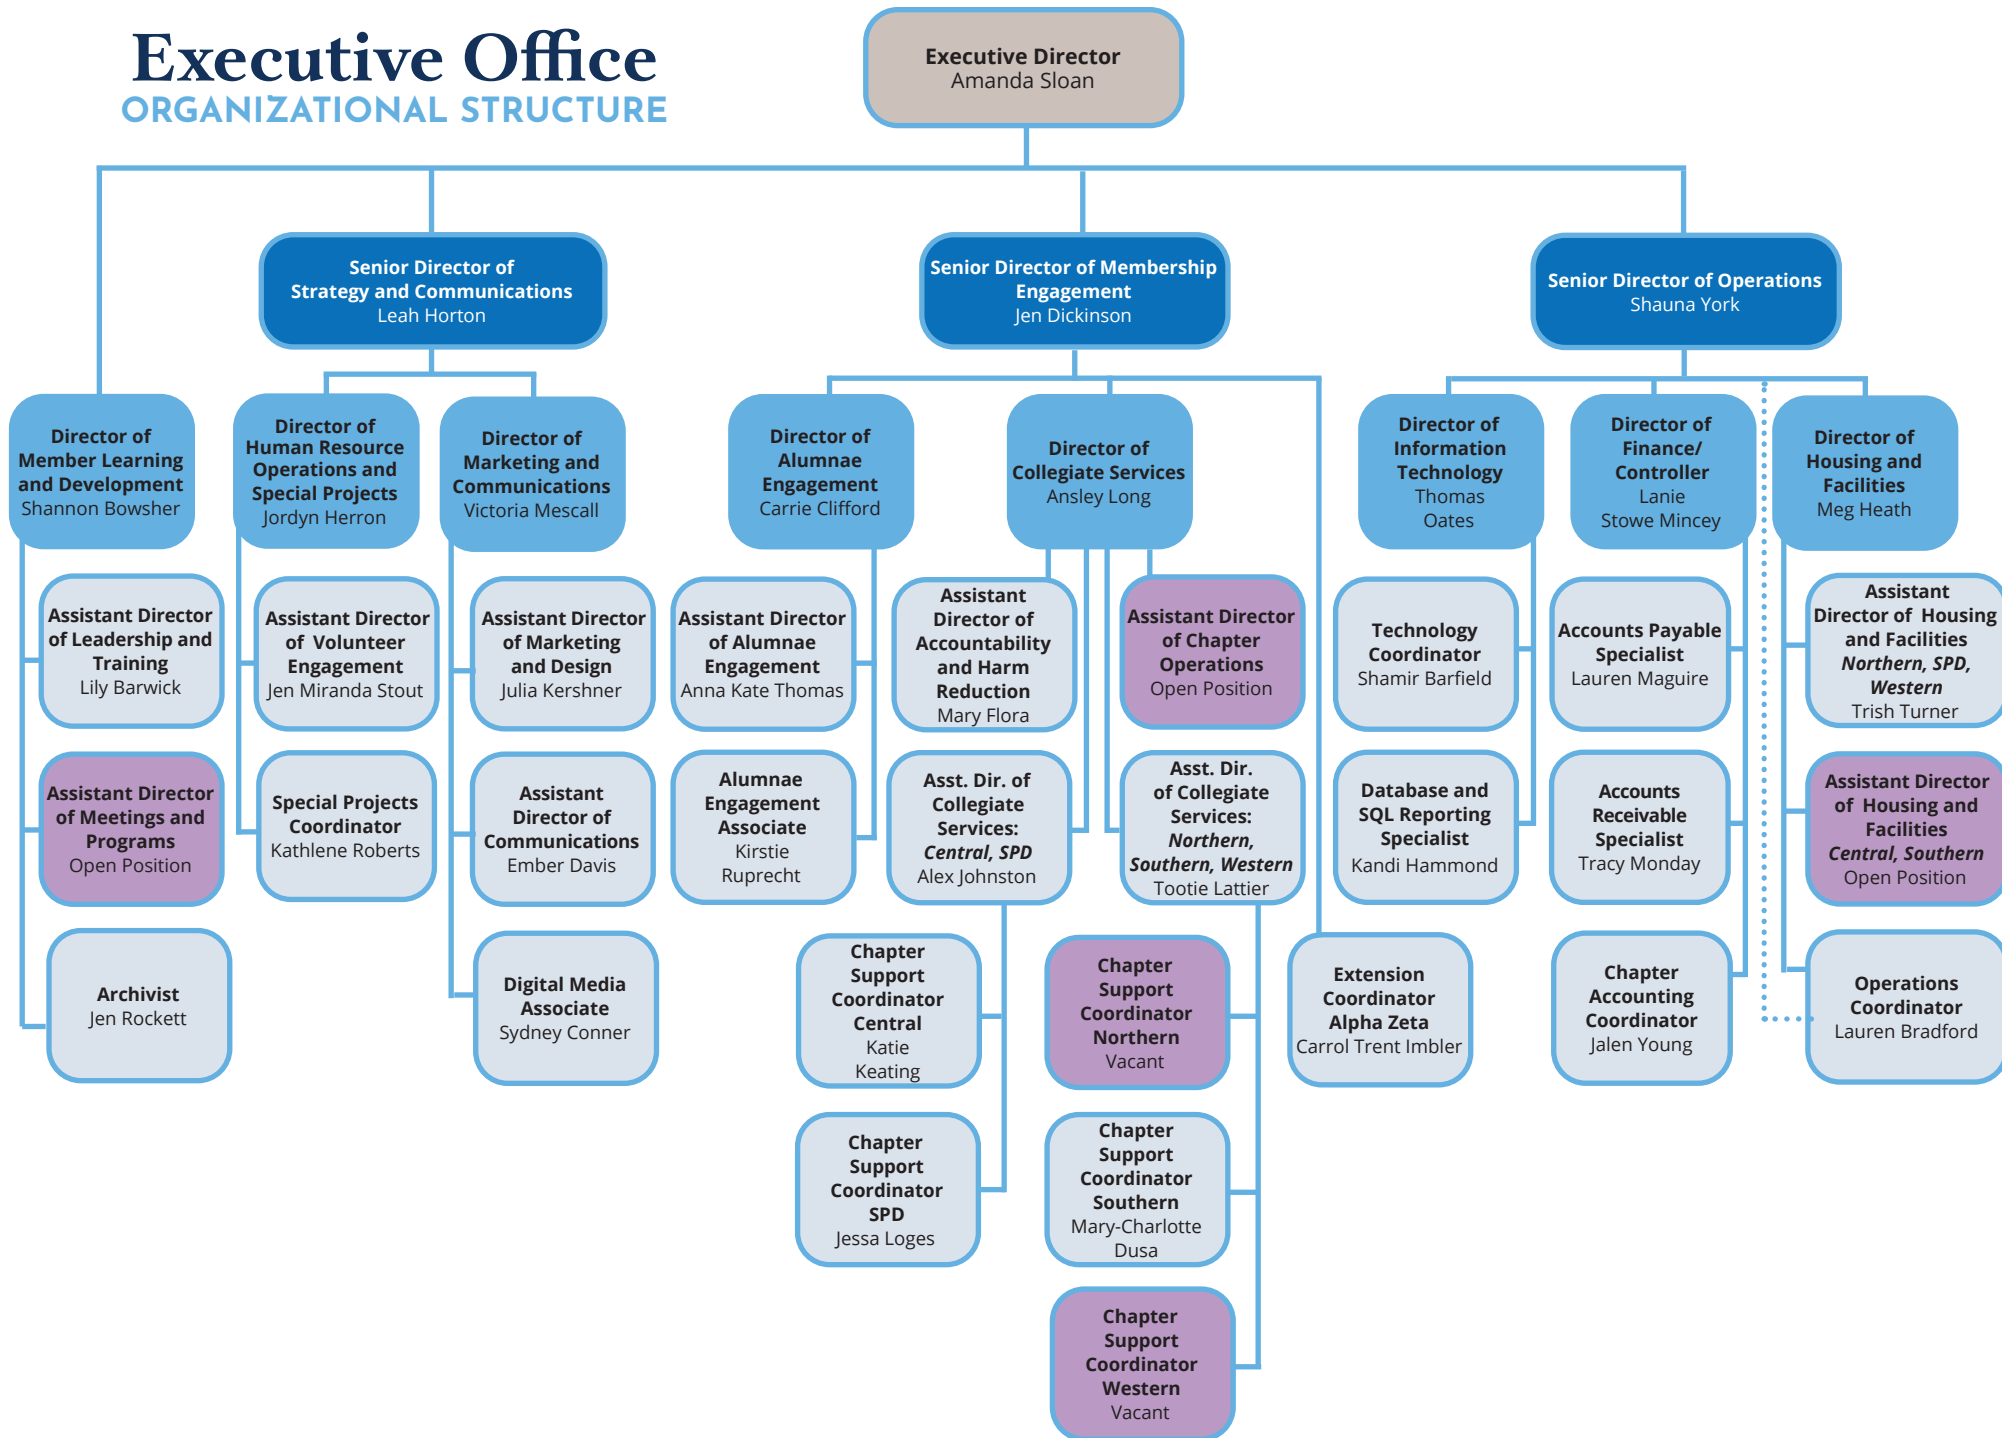 Executive Office
ORGANIZATIONAL STRUCTURE
Executive Director
Amanda Sloan
Senior Director of
Strategy and Communications
Leah Horton
Senior Director of Membership
Engagement
Jen Dickinson
Senior Director of Operations
Shauna York
Director of
Member Learning
and Development
Shannon Bowsher
Director of
Human Resource
Operations and
Special Projects
Jordyn Herron
Director of
Marketing and
Communications
Victoria Mescall
Director of
Alumnae
Engagement
Carrie Clifford
Director of
Collegiate Services
Ansley Long
Director of
Information
Technology
Thomas
Oates
Director of
Finance/
Controller
Lanie
Stowe Mincey
Director of
Housing and
Facilities
Meg Heath
Assistant Director
of Leadership and
Training
Lily Barwick
Assistant Director
of Volunteer
Engagement
Jen Miranda Stout
Assistant Director
of Marketing
and Design
Julia Kershner
Assistant Director
of Alumnae
Engagement
Anna Kate Thomas
Assistant
Director of
Accountability
and Harm
Reduction
Mary Flora
Assistant Director
of Chapter
Operations
Open Position
Technology
Coordinator
Shamir Barfield
Accounts Payable
Specialist
Lauren Maguire
Assistant
Director of Housing
and Facilities
Northern, SPD,
Western
Trish Turner
Assistant Director
of Meetings and
Programs
Open Position
Special Projects
Coordinator
Kathlene Roberts
Assistant
Director of
Communications
Ember Davis
Alumnae
Engagement
Associate
Kirstie
Ruprecht
Asst. Dir. of
Collegiate
Services:
Central, SPD
Alex Johnston
Asst. Dir.
of Collegiate
Services:
Northern,
Southern, Western
Tootie Lattier
Database and
SQL Reporting
Specialist
Kandi Hammond
Accounts
Receivable
Specialist
Tracy Monday
Assistant Director
of Housing and
Facilities
Central, Southern
Open Position
Archivist
Jen Rockett
Digital Media
Associate
Sydney Conner
Chapter
Support
Coordinator
Central
Katie
Keating
Chapter
Support
Coordinator
Northern
Vacant
Extension
Coordinator
Alpha Zeta
Carrol Trent Imbler
Chapter
Accounting
Coordinator
Jalen Young
Operations
Coordinator
Lauren Bradford
Chapter
Support
Coordinator
SPD
Jessa Loges
Chapter
Support
Coordinator
Southern
Mary-Charlotte
Dusa
Chapter
Support
Coordinator
Western
Vacant